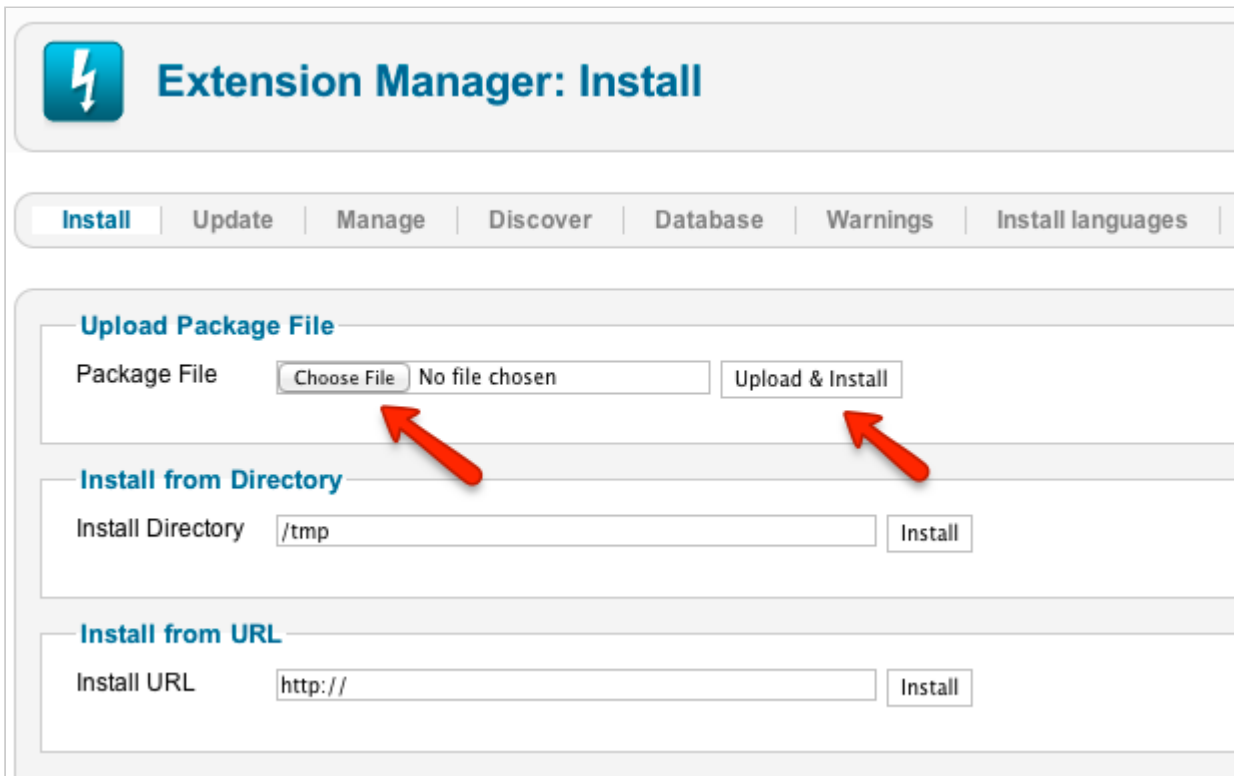 Extension Manager: Install
Install Update Manage Discover Database Warnings Install languages
Upload Package File
Package File Choose File No file chosen Upload & Install
Install from Directory
Install Directory /tmp Install
Install from URL
Install URL http:// Install